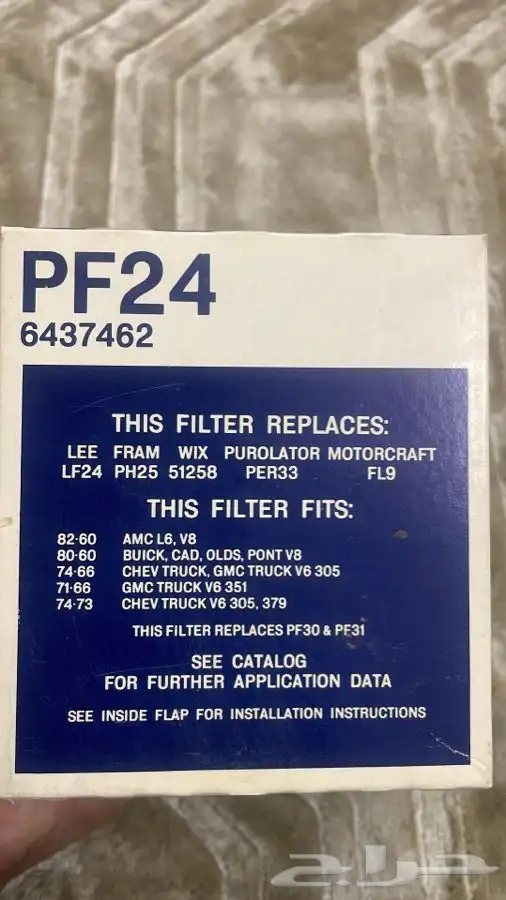 PF24
6437462
THIS FILTER REPLACES:
LEE FRAM WIX PUROLATOR MOTORCRAFT
LF24 PH25 51258 PER33 FL9
THIS FILTER FITS:
82-60 AMC L6, V8
80-60 BUICK, CAD, OLDS, PONT V8
74-66 CHEV TRUCK, GMC TRUCK V6 305
71-66 GMC TRUCK V6 351
74-73 CHEV TRUCK V6 305, 379
THIS FILTER REPLACES PF30 & PF31
SEE CATALOG
FOR FURTHER APPLICATION DATA
SEE INSIDE FLAP FOR INSTALLATION INSTRUCTIONS
حراج